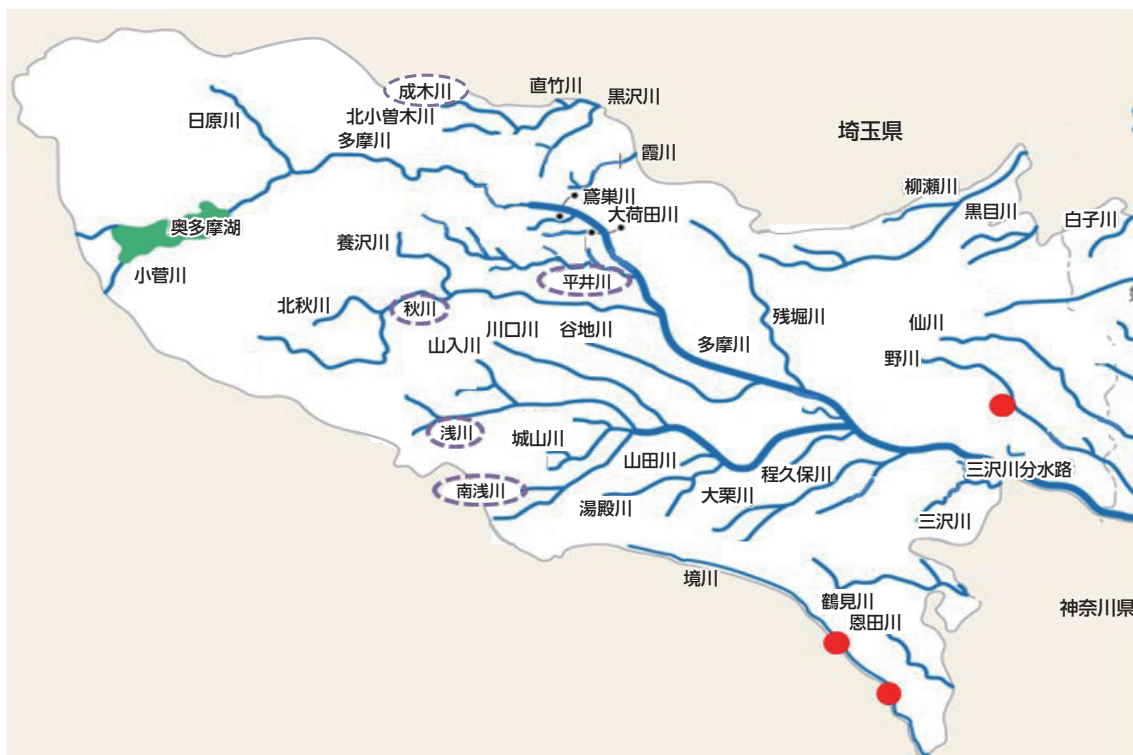 成木川
直竹川
黒沢川
北小曽木川
日原川
多摩川
埼玉県
霞川
柳瀬川
鳶巣川
黒目川
大荷田川
白子川
奥多摩湖
養沢川
小菅川
平井川
北秋川
秋川
残堀川
仙川
川口川
谷地川
多摩川
山入川
野川
浅川
城山川
山田川
程久保川
三沢川分水路
南浅川
大栗川
湯殿川
三沢川
境川
鶴見川
神奈川県
恩田川